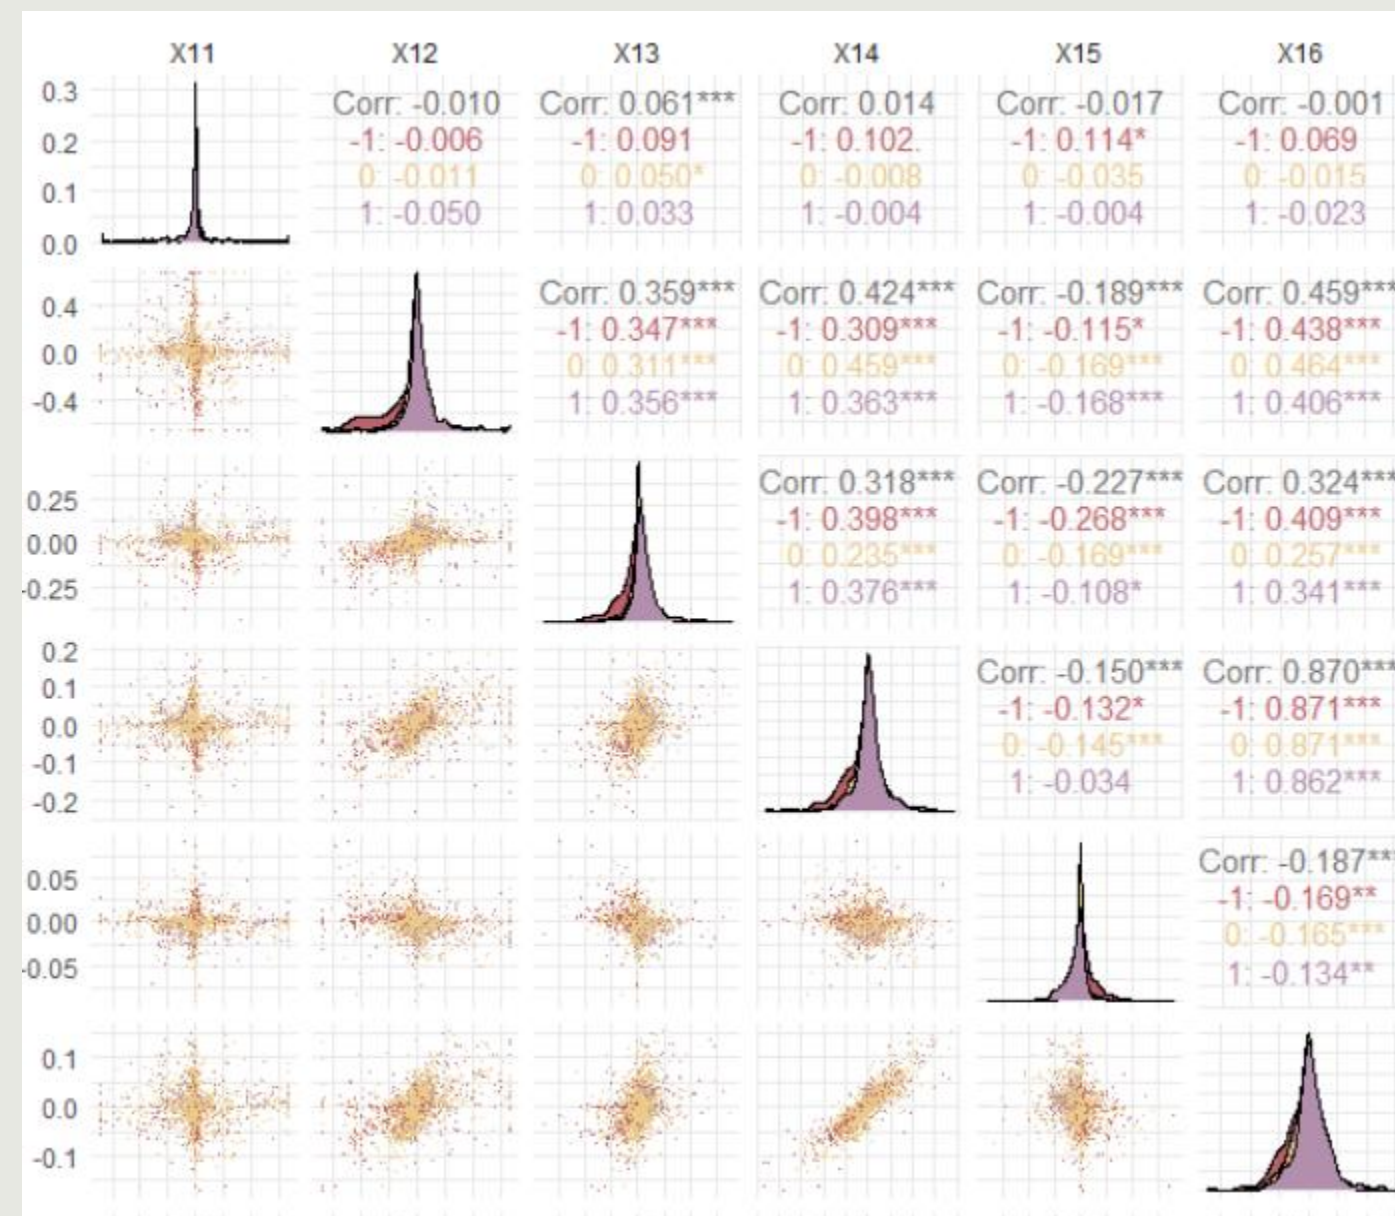 X11 X12 X13 X14 X15 X16
0.3 Corr: -0.010 Corr: 0.061*** Corr: 0.014 Corr: -0.017 Corr: -0.001
0.2 -1: -0.006 -1: 0.091 -1: 0.102. -1: 0.114* -1: 0.069
0.1 0: -0.011 0: 0.050* 0: -0.008 0: -0.035 0: -0.015
0.0 1: -0.050 1: 0.033 1: -0.004 1: -0.004 1: -0.023
Corr: 0.359*** Corr: 0.424*** Corr: -0.189*** Corr: 0.459***
0.4 -1: 0.347*** -1: 0.309*** -1: -0.115* -1: 0.438***
0.0 0: 0.311*** 0: 0.459*** 0: -0.169*** 0: 0.464***
-0.4 1: 0.356*** 1: 0.363*** 1: -0.168*** 1: 0.406***
Corr: 0.318*** Corr: -0.227*** Corr: 0.324***
0.25 -1: 0.398*** -1: -0.268*** -1: 0.409***
0.00 0: 0.235*** 0: -0.169*** 0: 0.257***
-0.25 1: 0.376*** 1: -0.108* 1: 0.341***
0.2 Corr: -0.150*** Corr: 0.870***
0.1 -1: -0.132* -1: 0.871***
0.0 0: -0.145*** 0: 0.871***
-0.1 1: -0.034 1: 0.862***
-0.2
Corr: -0.187***
0.05 -1: -0.169**
0.00 0: -0.165***
-0.05 1: -0.134**
0.1
0.0
-0.1